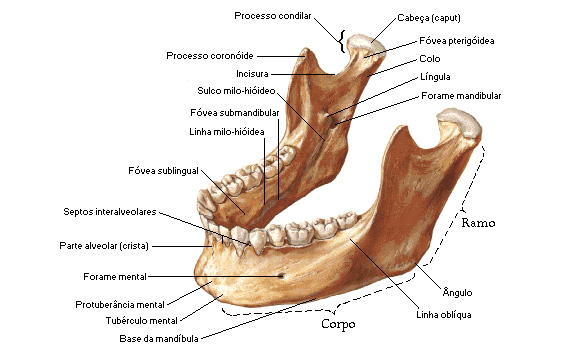 Processo condilar
Cabeça (caput)
Processo coronóide
Fóvea pterigóidea
Incisura
Colo
Sulco milo-hióideo
Língula
Fóvea submandibular
Forame mandibular
Linha milo-hióidea
Fóvea sublingual
Septos interalveolares
Ramo
Parte alveolar (crista)
Forame mental
Ângulo
Protuberância mental
Linha oblíqua
Tubérculo mental
Corpo
Base da mandíbula